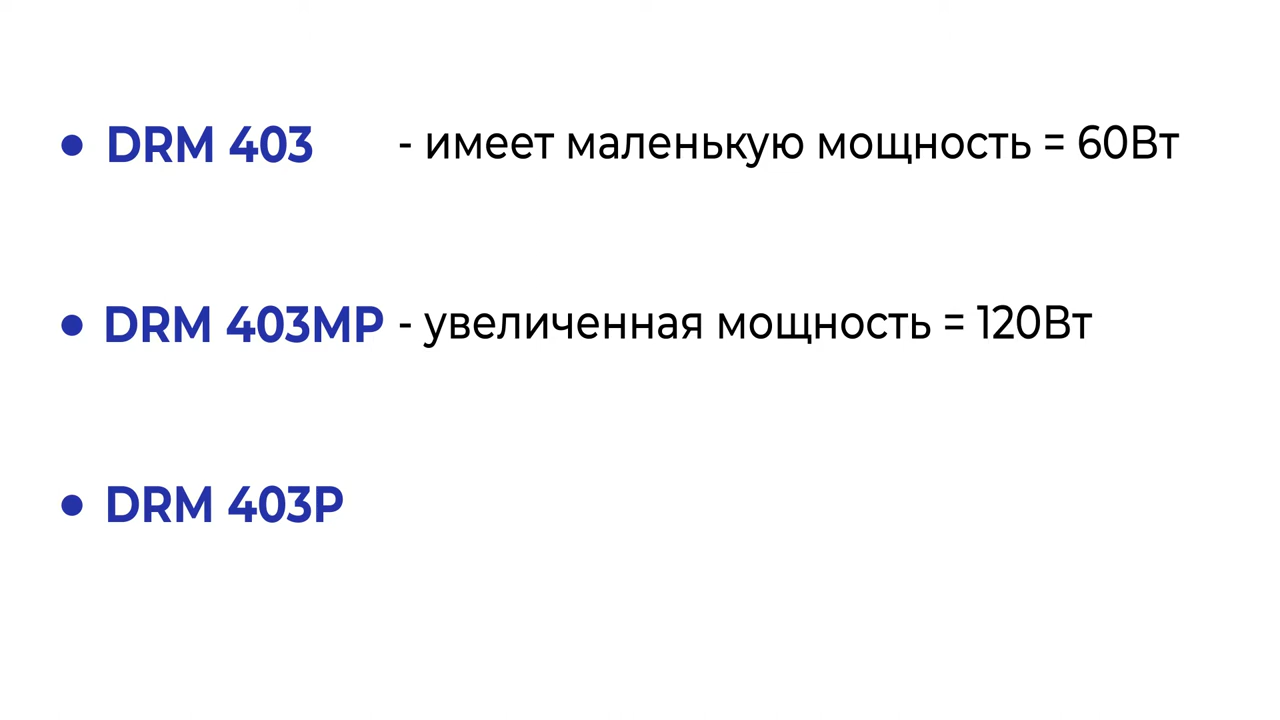 • DRM 403 - имеет маленькую мощность = 60Вт
• DRM 403MP - увеличенная мощность = 120Вт
• DRM 403P